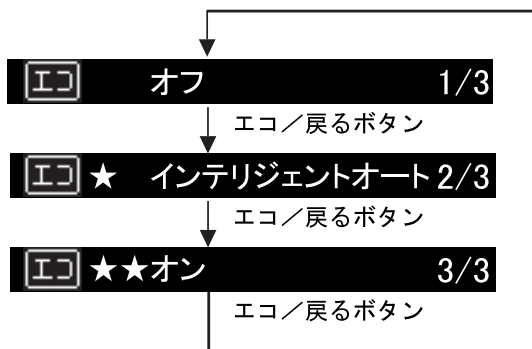 エコ オフ 1/3
エコ／戻るボタン
エコ ★ インテリジェントオート 2/3
エコ／戻るボタン
エコ ★★オン 3/3
エコ／戻るボタン